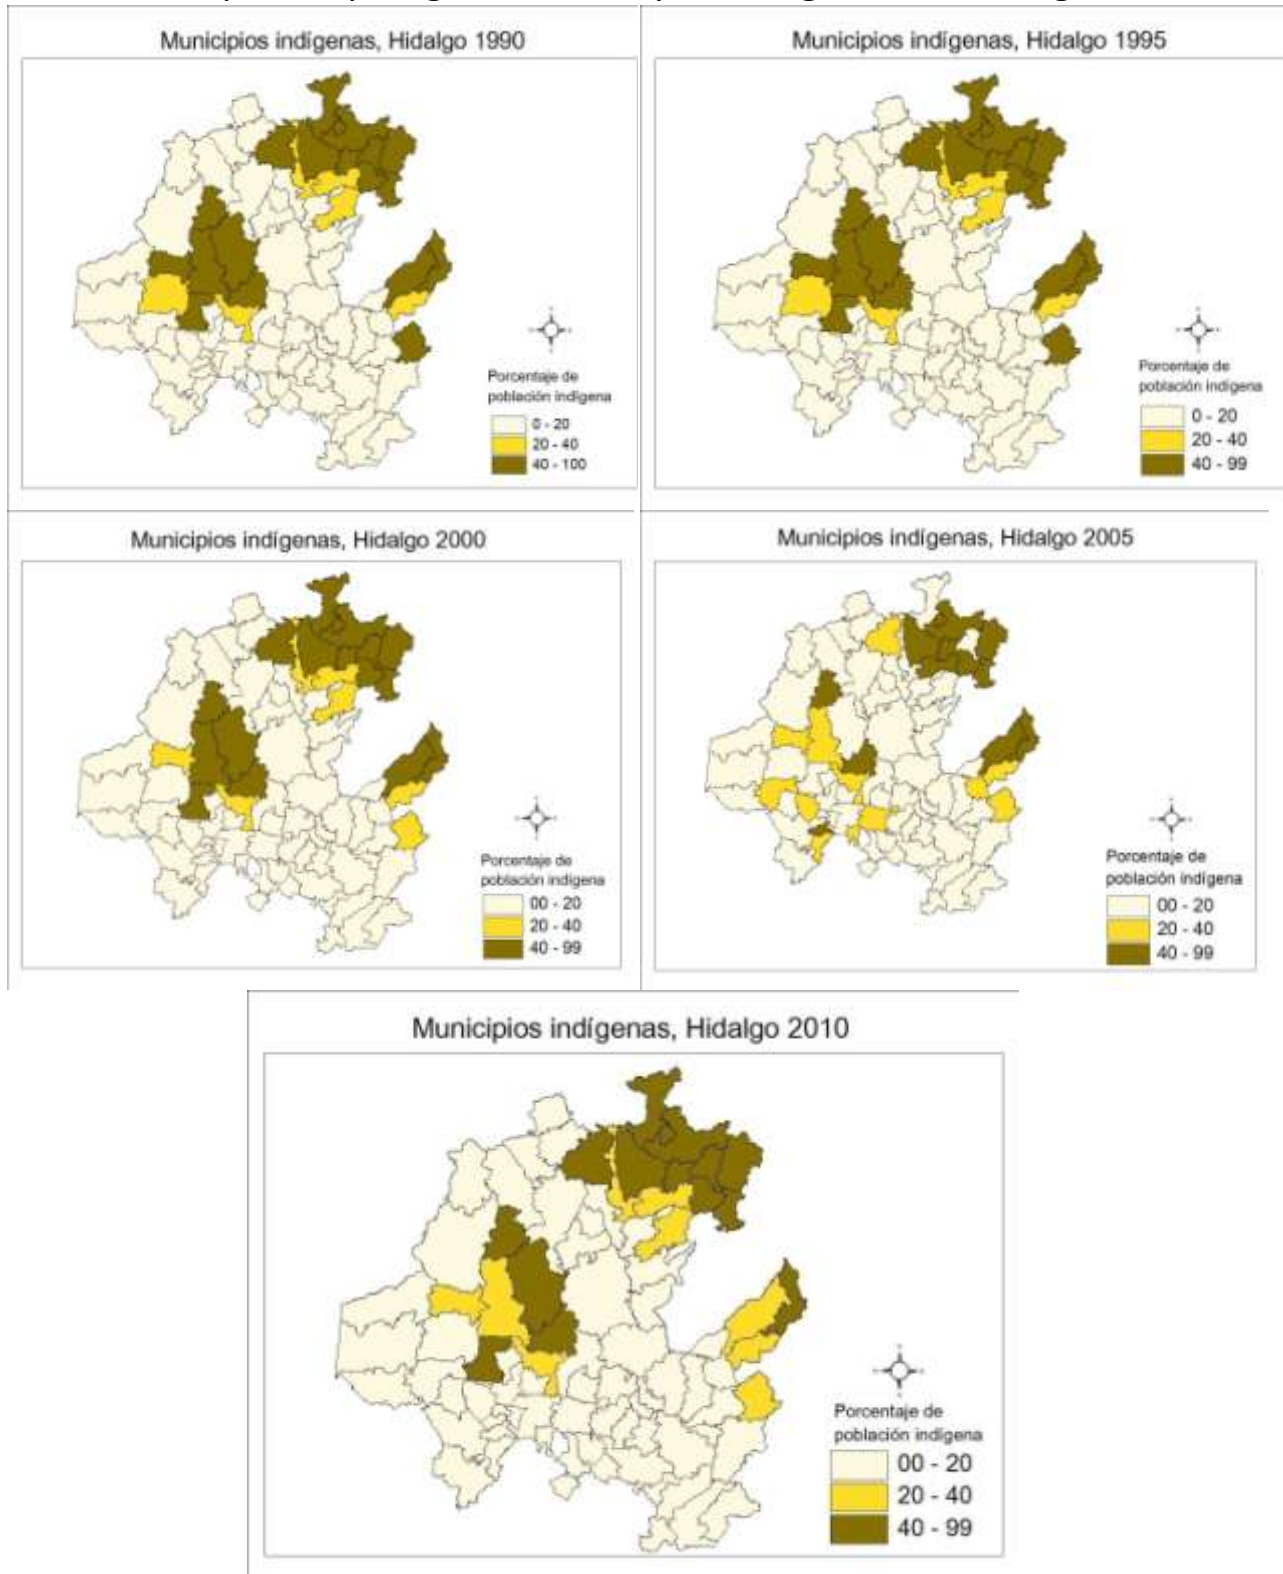 Municipios indígenas, Hidalgo 1990
Porcentaje de
población indígena
0 - 20
20 - 40
40 - 100
Municipios indígenas, Hidalgo 1995
Porcentaje de
población indígena
0 - 20
20 - 40
40 - 99
Municipios indígenas, Hidalgo 2000
Porcentaje de
población indígena
00 - 20
20 - 40
40 - 99
Municipios indígenas, Hidalgo 2005
Porcentaje de
población indígena
00 - 20
20 - 40
40 - 99
Municipios indígenas, Hidalgo 2010
Porcentaje de
población indígena
00 - 20
20 - 40
40 - 99